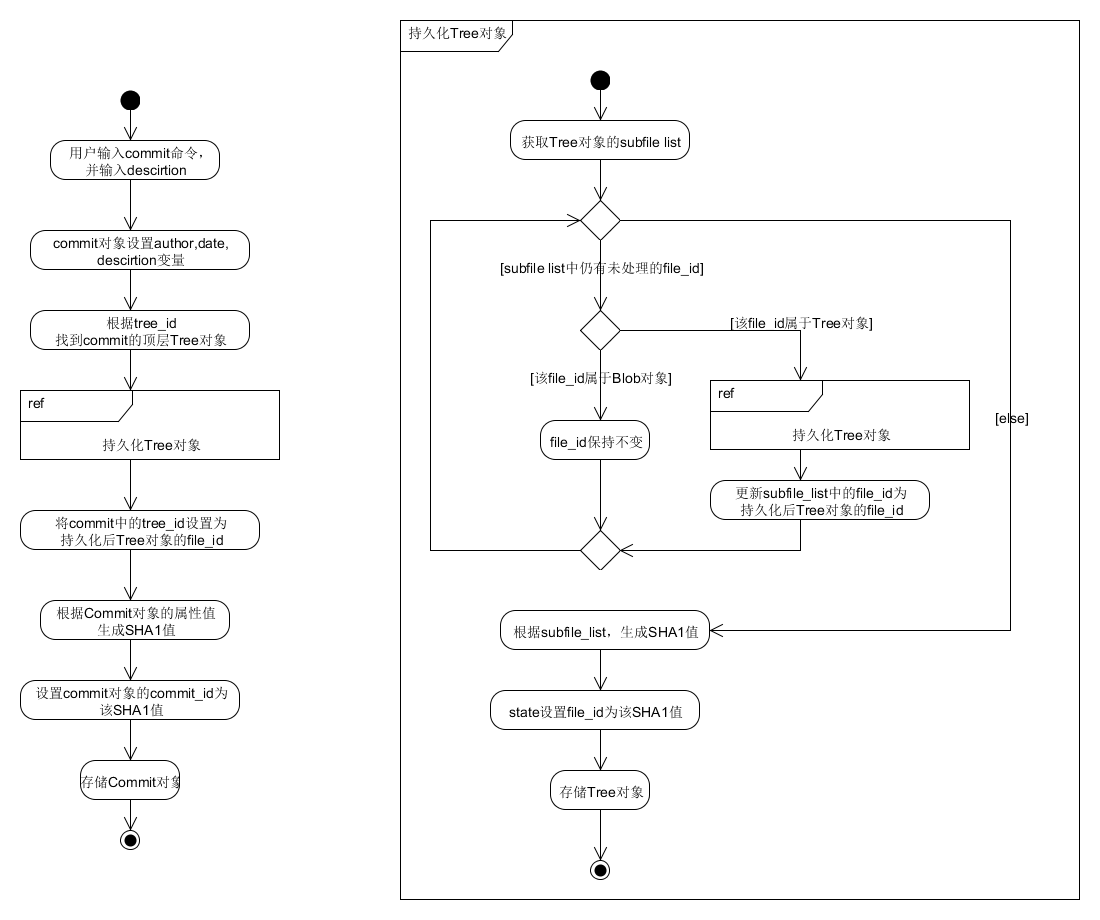 用户输入commit命令，
并输入descirtion
commit对象设置author,date,
descirtion变量
根据tree_id
找到commit的顶层Tree对象
ref
持久化Tree对象
将commit中的tree_id设置为
持久化后Tree对象的file_id
根据Commit对象的属性值
生成SHA1值
设置commit对象的commit_id为
该SHA1值
存储Commit对象
持久化Tree对象
获取Tree对象的subfile list
[subfile list中仍有未处理的file_id]
[该file_id属于Tree对象]
[该file_id属于Blob对象]
ref
持久化Tree对象
[else]
file_id保持不变
更新subfile_list中的file_id为
持久化后Tree对象的file_id
根据subfile_list，生成SHA1值
state设置file_id为该SHA1值
存储Tree对象